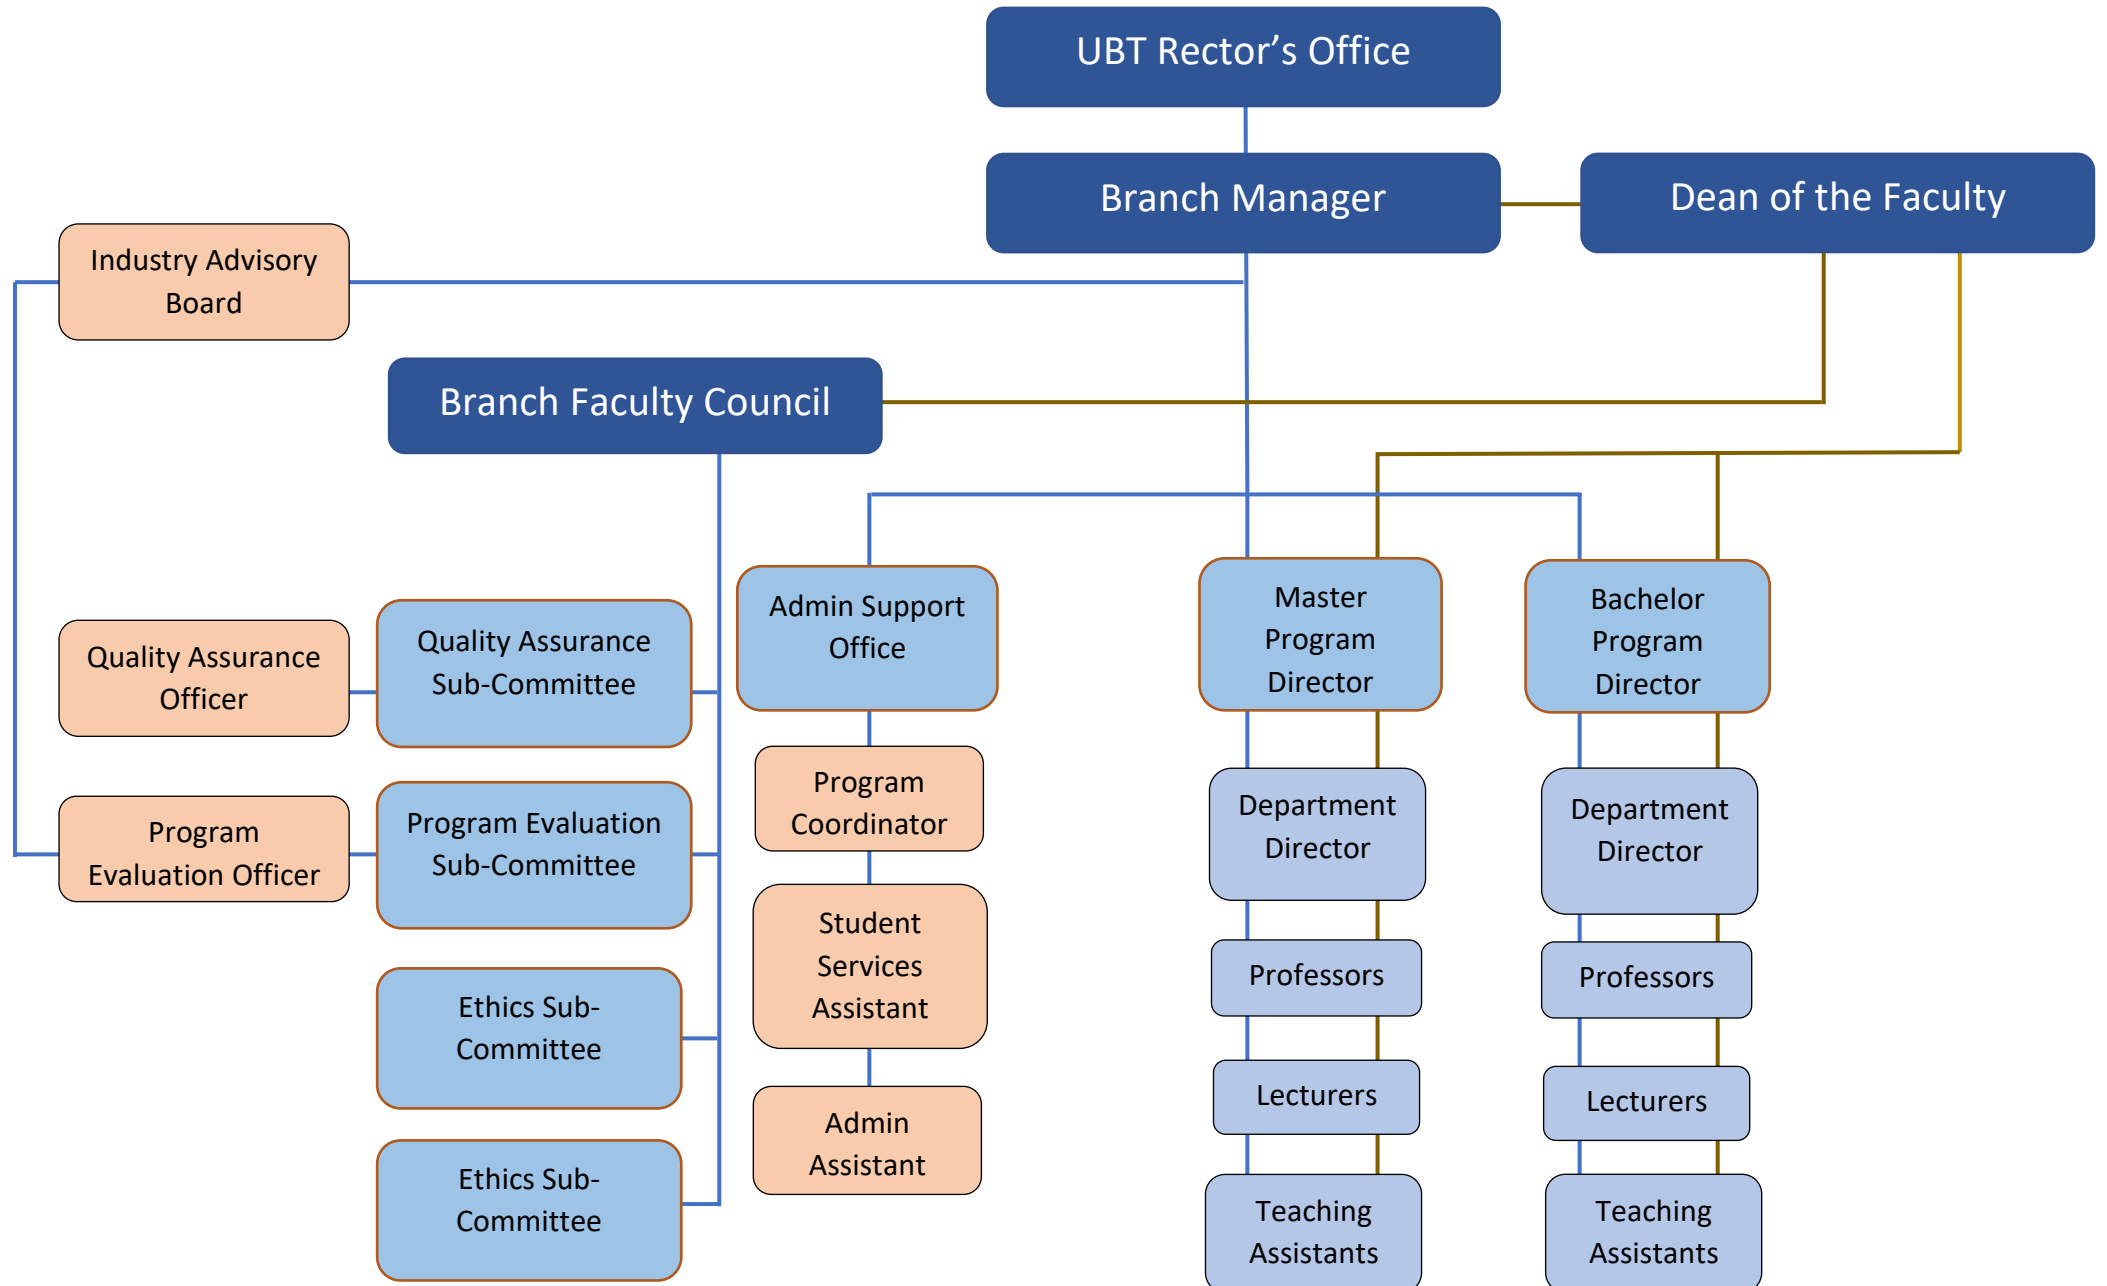 UBT Rector’s Office
Branch Manager
Dean of the Faculty
Industry Advisory
Board
Branch Faculty Council
Quality Assurance
Officer
Quality Assurance
Sub-Committee
Program
Evaluation Officer
Program Evaluation
Sub-Committee
Ethics Sub-
Committee
Ethics Sub-
Committee
Admin Support
Office
Program
Coordinator
Student
Services
Assistant
Admin
Assistant
Master
Program
Director
Department
Director
Professors
Lecturers
Teaching
Assistants
Bachelor
Program
Director
Department
Director
Professors
Lecturers
Teaching
Assistants